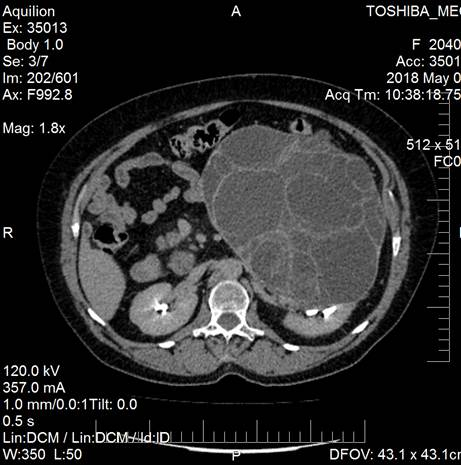 Aquilion
Ex: 35013
Body 1.0
Se: 3/7
Im: 202/601
Ax: F992.8
Mag: 1.8x
A
TOSHIBA_ME
F 2040
Acc: 3501
2018 May 0
Acq Tm: 10:38:18.75
512 x 51
FC0
R
120.0 kV
357.0 mA
1.0 mm/0.0:1Tilt: 0.0
0.5 s
Lin:DCM / Lin:DCM / Id:ID
W:350 L:50
P
DFOV: 43.1 x 43.1c